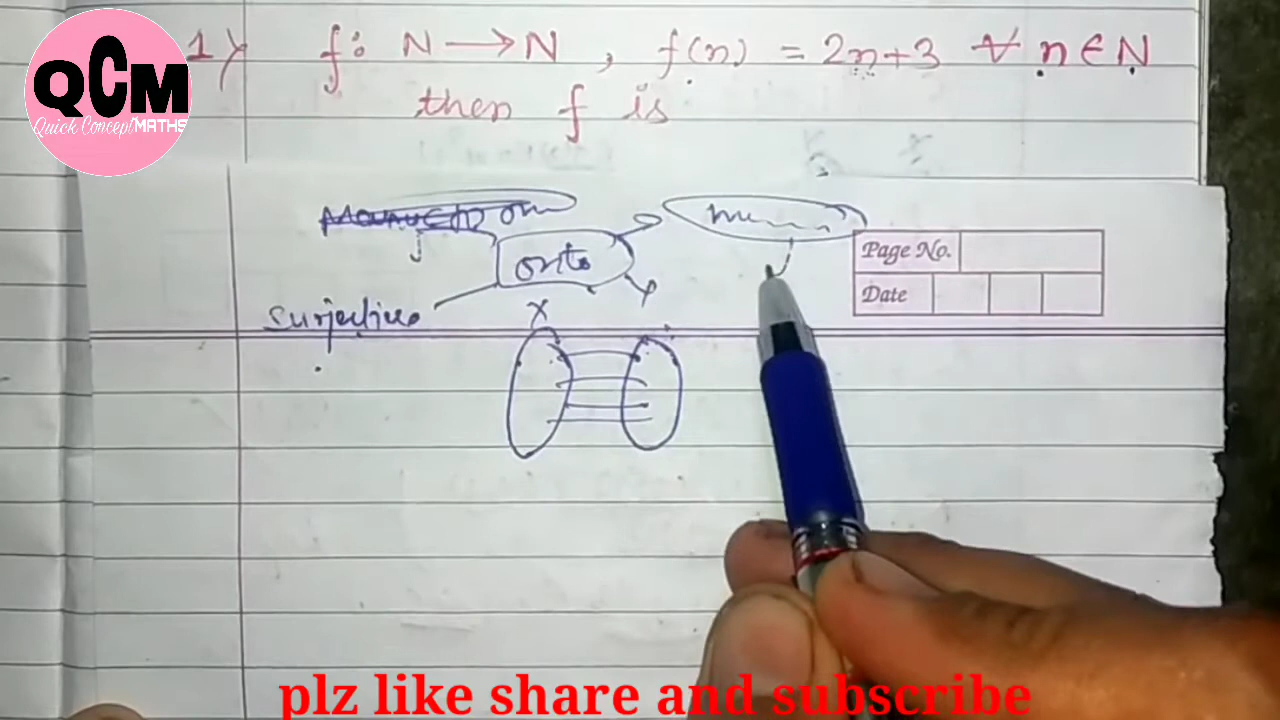 QCM
Quick Concept MATHS
1) f: N → N , f(n) = 2n+3 ∀ n ∈ N
then f is
onto
Surjective
X
Page No.
Date
plz like share and subscribe